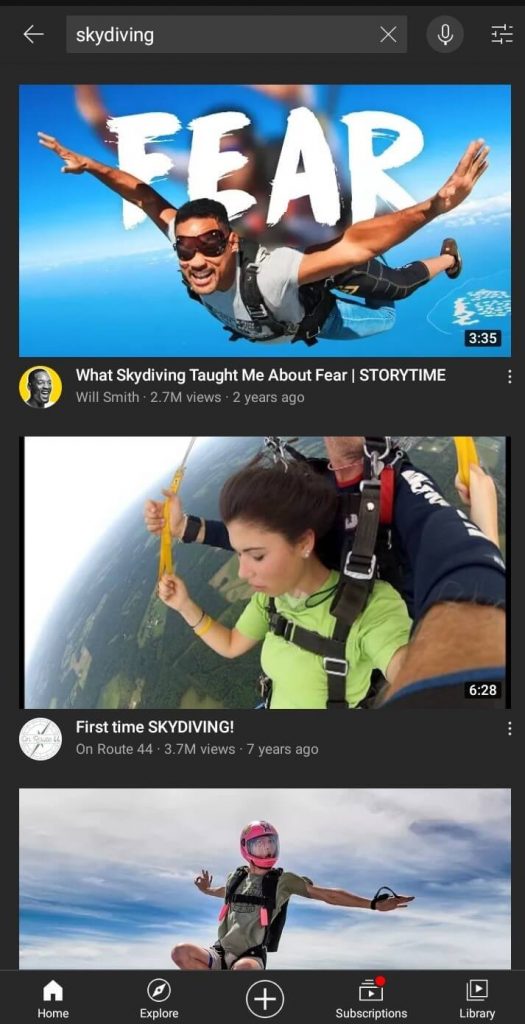 skydiving
FEAR
3:35
What Skydiving Taught Me About Fear | STORYTIME
Will Smith · 2.7M views · 2 years ago
6:28
First time SKYDIVING!
On Route 44 · 3.7M views · 7 years ago
Home
Explore
Subscriptions
Library